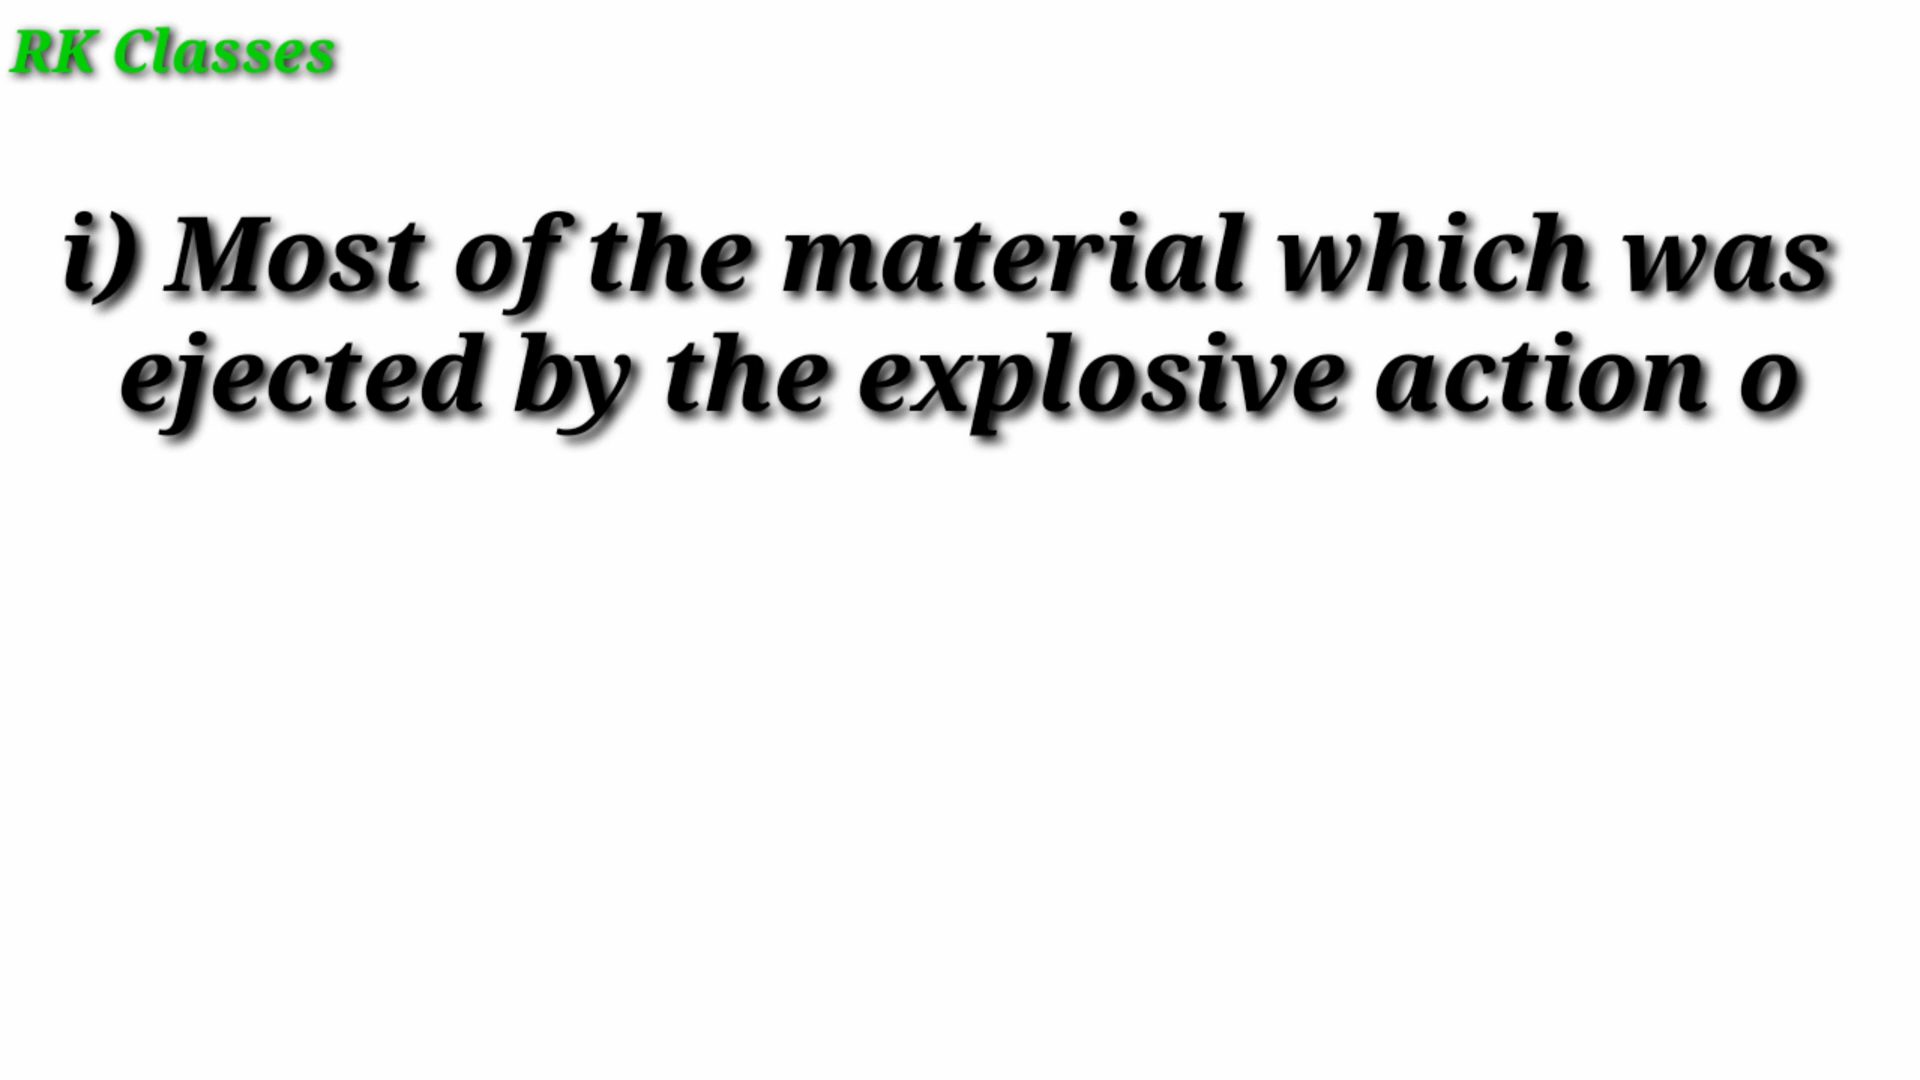 RK Classes
i) Most of the material which was
ejected by the explosive action o